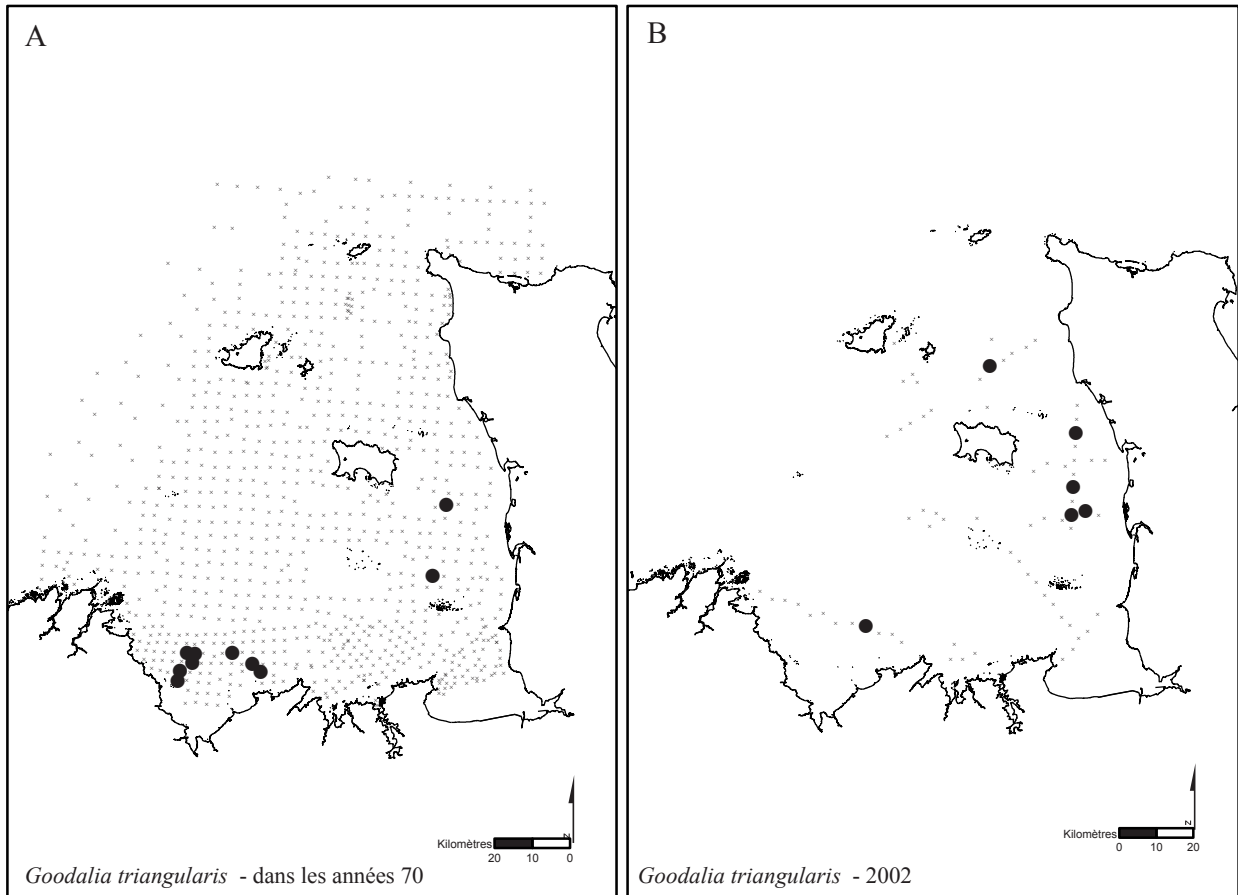 A
Kilomètres
20 10 0
z
Goodalia triangularis - dans les années 70
B
Kilomètres
0 10 20
z
Goodalia triangularis - 2002